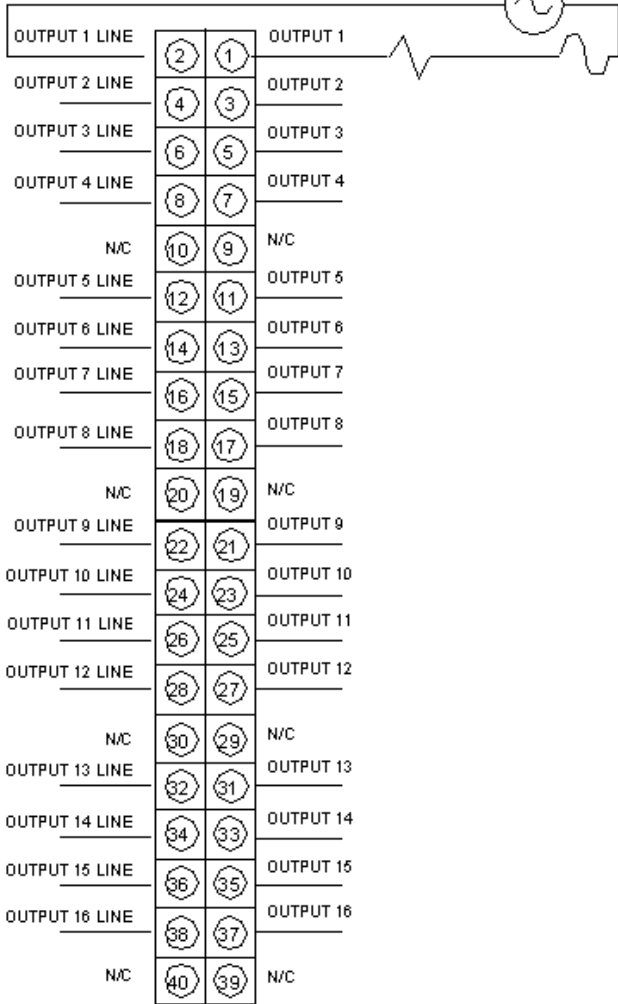 OUTPUT 1 LINE 2 1 OUTPUT 1
OUTPUT 2 LINE 4 3 OUTPUT 2
OUTPUT 3 LINE 6 5 OUTPUT 3
OUTPUT 4 LINE 8 7 OUTPUT 4
N/C 10 9 N/C
OUTPUT 5 LINE 12 11 OUTPUT 5
OUTPUT 6 LINE 14 13 OUTPUT 6
OUTPUT 7 LINE 16 15 OUTPUT 7
OUTPUT 8 LINE 18 17 OUTPUT 8
N/C 20 19 N/C
OUTPUT 9 LINE 22 21 OUTPUT 9
OUTPUT 10 LINE 24 23 OUTPUT 10
OUTPUT 11 LINE 26 25 OUTPUT 11
OUTPUT 12 LINE 28 27 OUTPUT 12
N/C 30 29 N/C
OUTPUT 13 LINE 32 31 OUTPUT 13
OUTPUT 14 LINE 34 33 OUTPUT 14
OUTPUT 15 LINE 36 35 OUTPUT 15
OUTPUT 16 LINE 38 37 OUTPUT 16
N/C 40 39 N/C